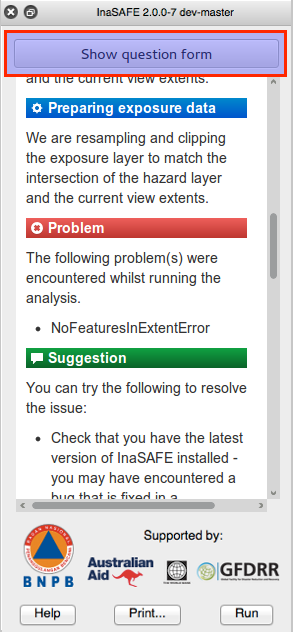 InaSAFE 2.0.0-7 dev-master
Show question form
and the current view extents.
Preparing exposure data
We are resampling and clipping
the exposure layer to match the
intersection of the hazard layer
and the current view extents.
Problem
The following problem(s) were
encountered whilst running the
analysis.
• NoFeaturesInExtentError
Suggestion
You can try the following to resolve
the issue:
• Check that you have the latest
version of InaSAFE installed -
you may have encountered a
bug that is fixed in a
Supported by:
BNPB
Australian
Aid
THE WORLD BANK
GFDRR
Help
Print...
Run